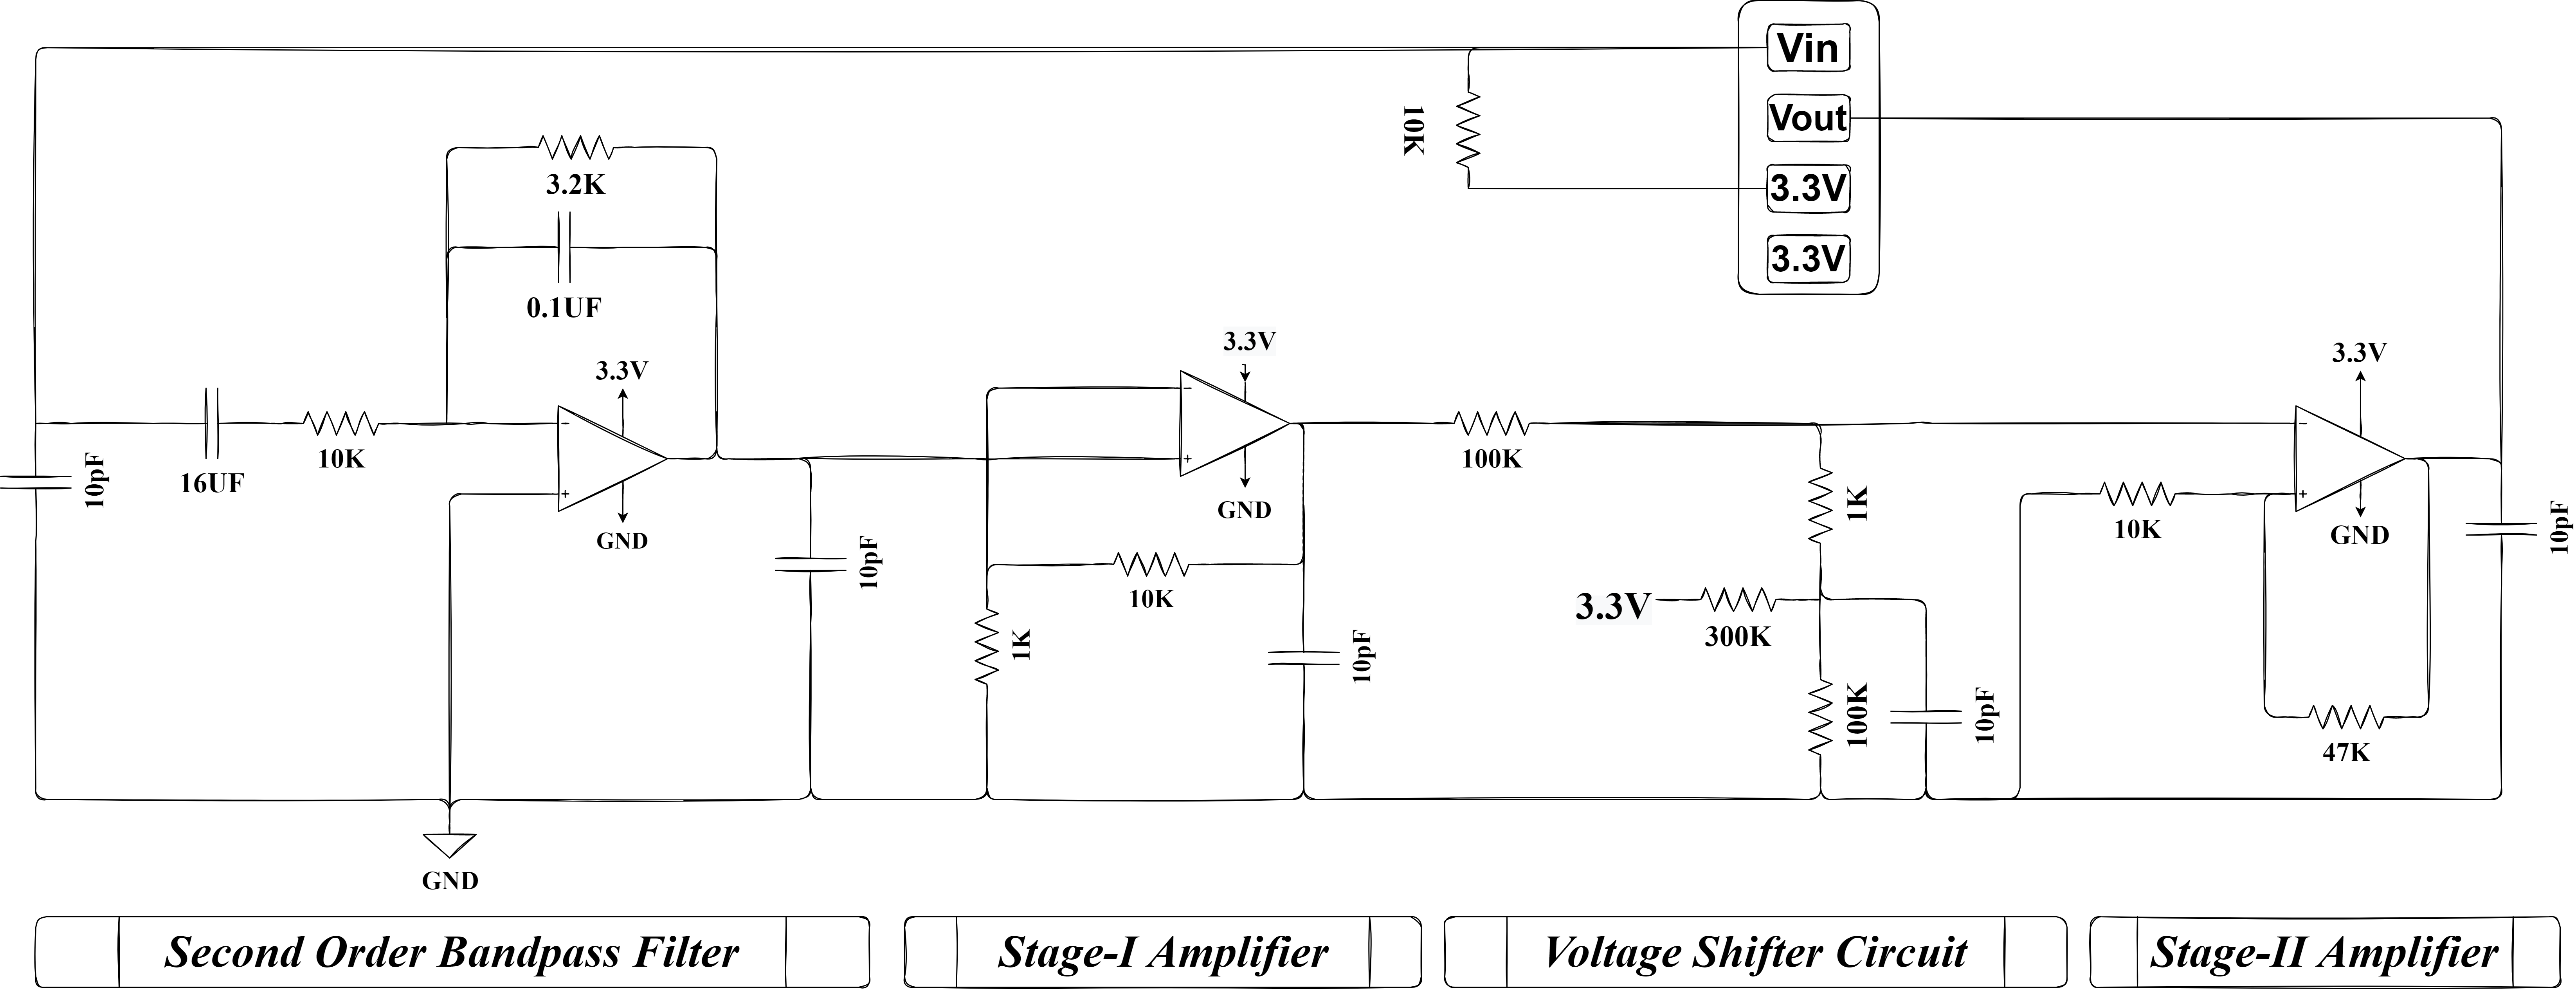 Vin
Vout
3.3V
3.3V
10K
3.2K
0.1UF
3.3V
16UF
10K
10pF
-
+
GND
10pF
3.3V
-
+
GND
10K
1K
10pF
100K
1K
3.3V
300K
100K
10pF
3.3V
-
+
GND
10K
47K
10pF
GND
Second Order Bandpass Filter
Stage-I Amplifier
Voltage Shifter Circuit
Stage-II Amplifier